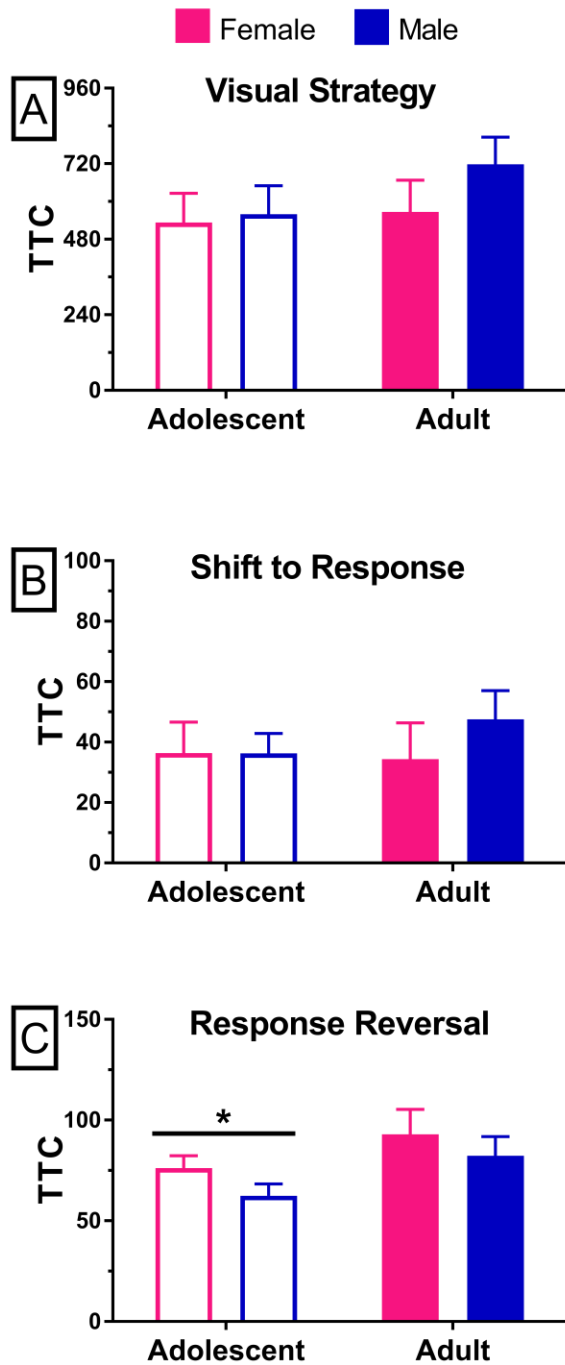 Female Male
A
Visual Strategy
960
720
480
240
0
TTC
Adolescent Adult
B
Shift to Response
100
80
60
40
20
0
TTC
Adolescent Adult
C
Response Reversal
150
100
50
0
TTC
*
Adolescent Adult